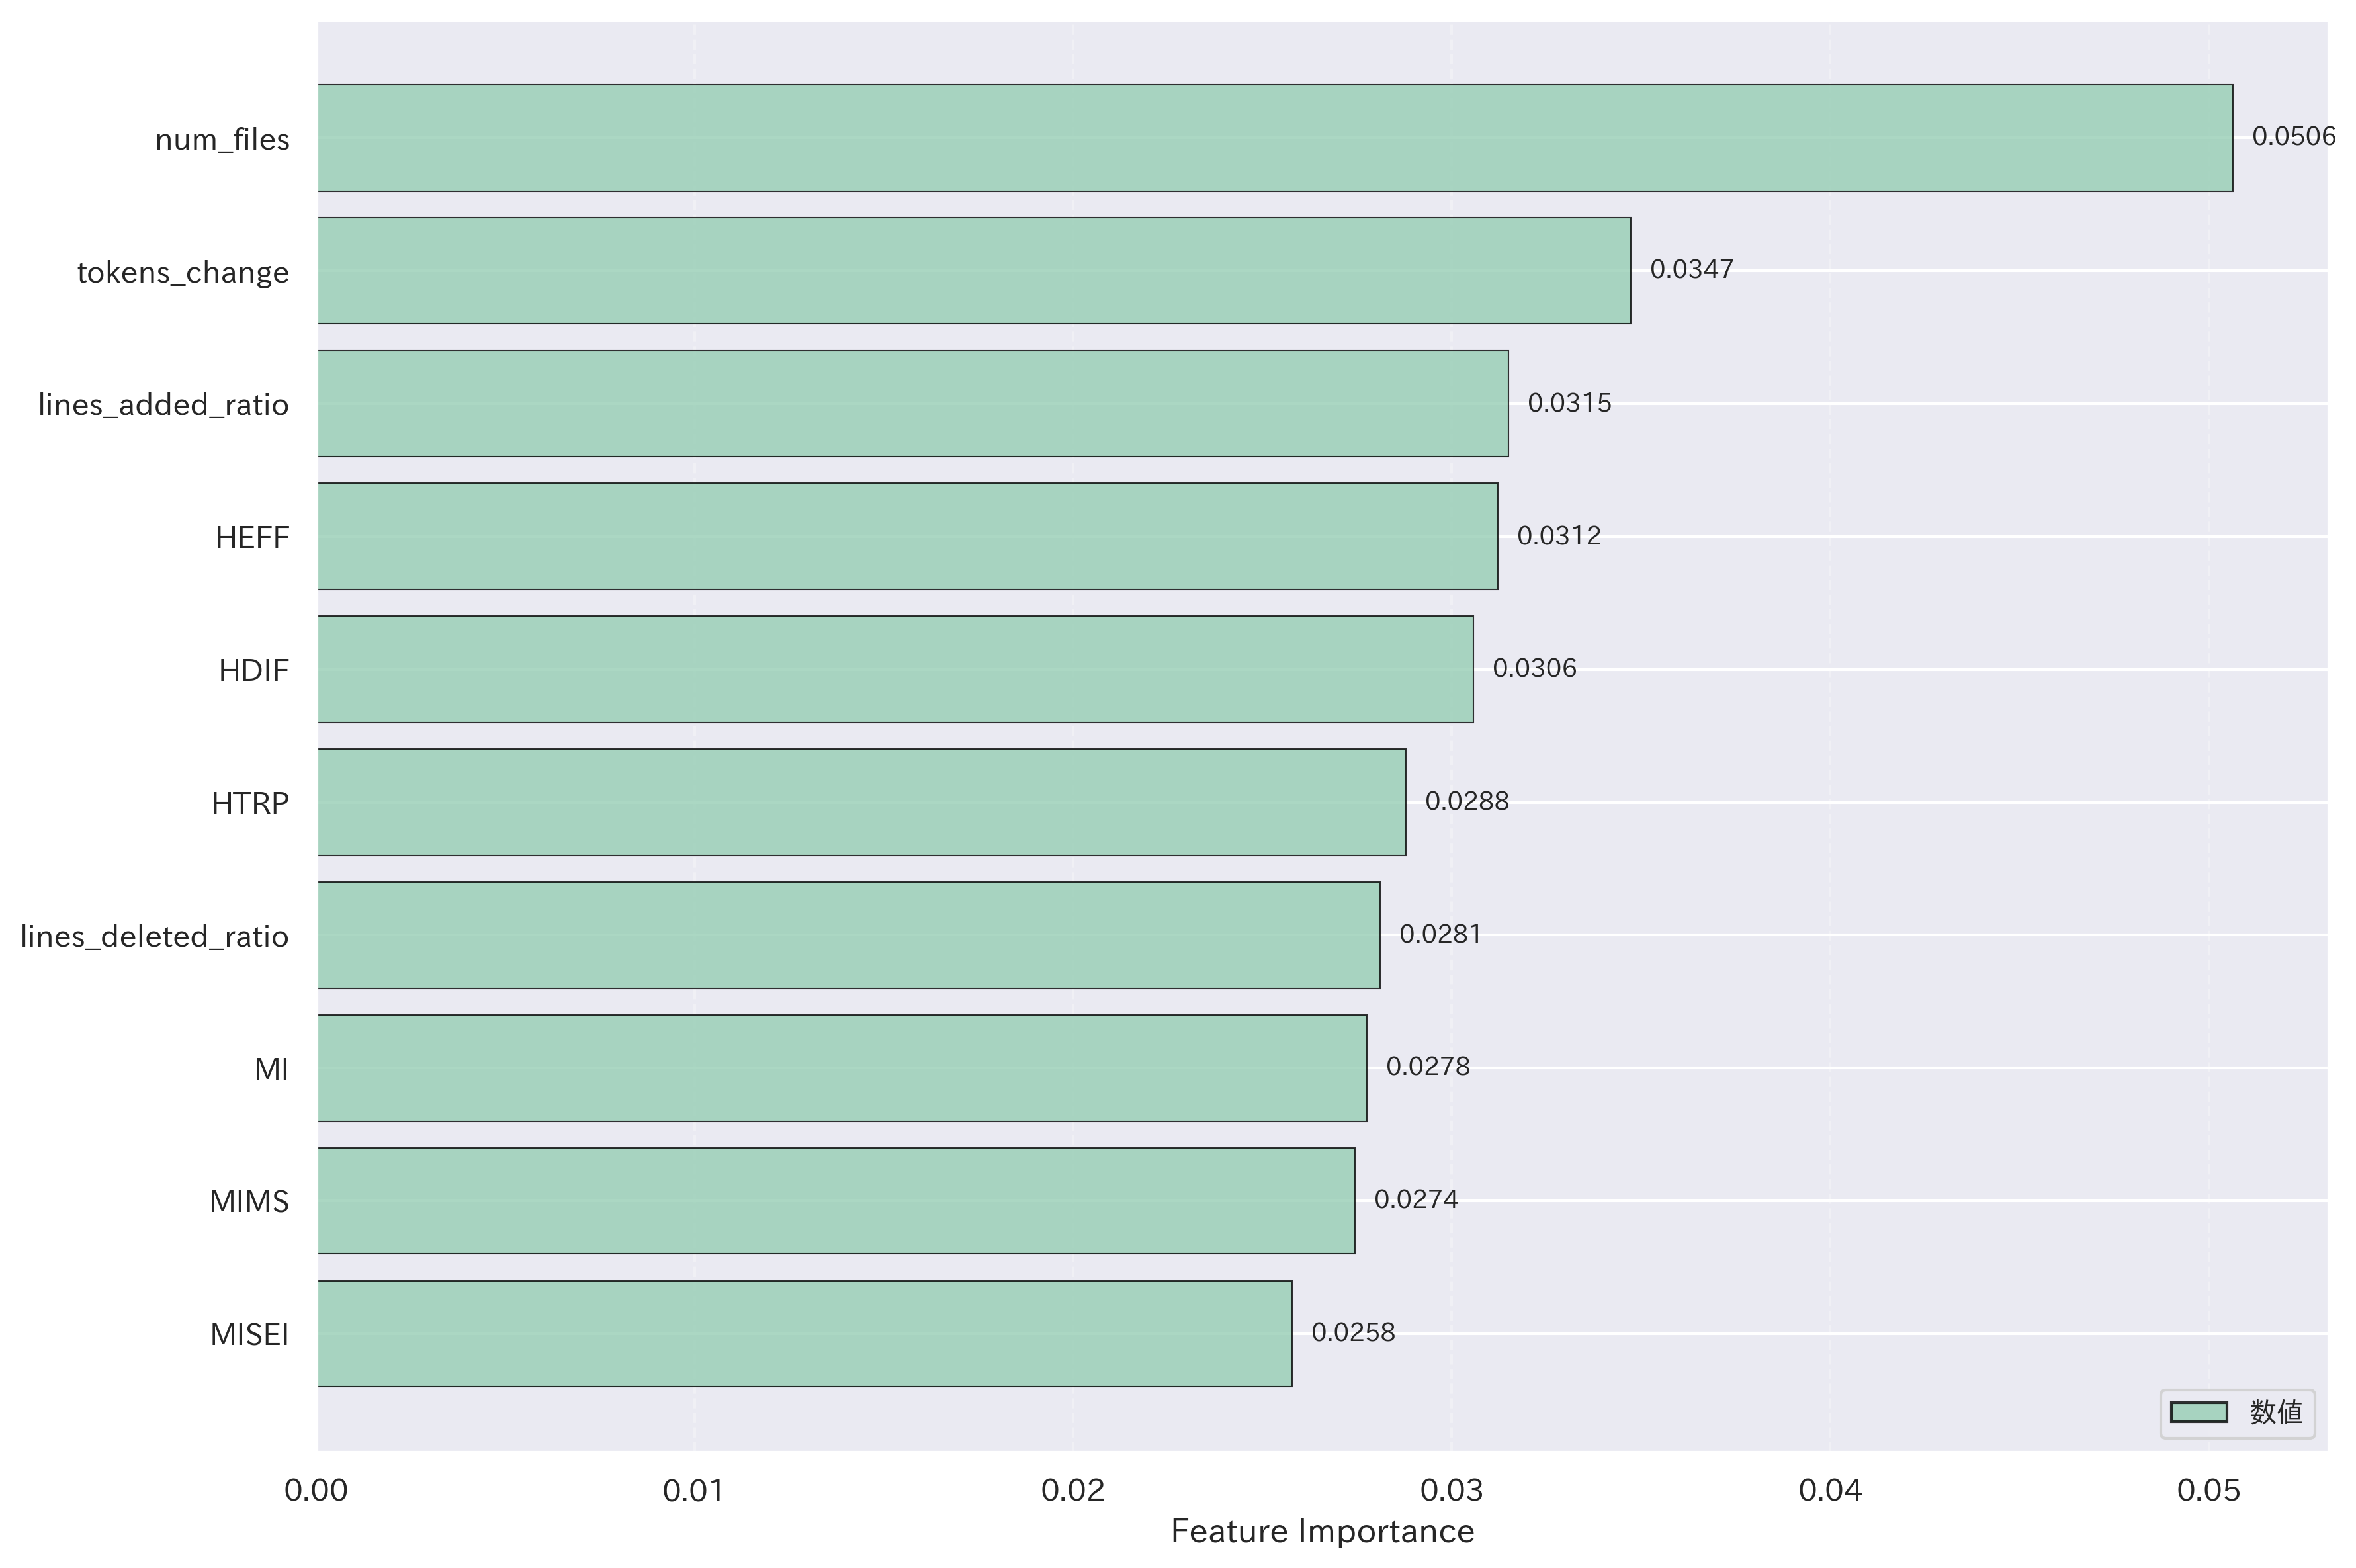 num_files 0.0506
tokens_change 0.0347
lines_added_ratio 0.0315
HEFF 0.0312
HDIF 0.0306
HTRP 0.0288
lines_deleted_ratio 0.0281
MI 0.0278
MIMS 0.0274
MISEI 0.0258
数値
0.00 0.01 0.02 0.03 0.04 0.05
Feature Importance